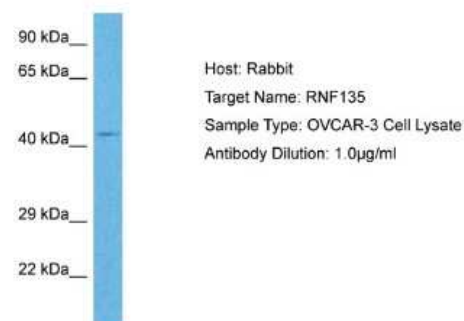 90 kDa__
65 kDa__
40 kDa__
29 kDa__
22 kDa__
Host: Rabbit
Target Name: RNF135
Sample Type: OVCAR-3 Cell Lysate
Antibody Dilution: 1.0µg/ml